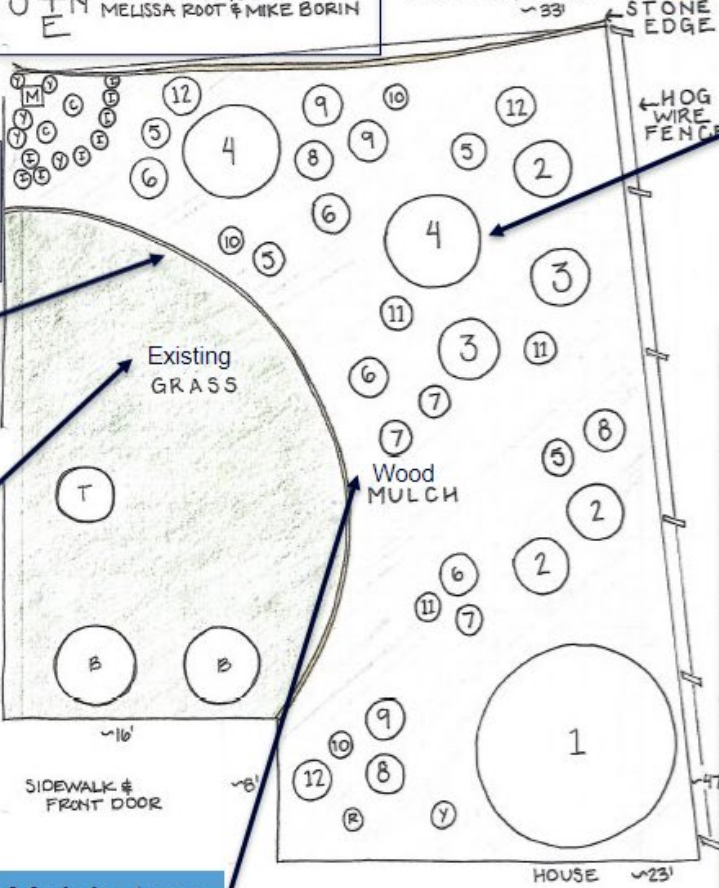 MELISSA ROOT & MIKE BORIN
E
~33'
STONE
EDGE
HOG
WIRE
FENCE
Y Y I
M I
C
Y I
C
Y I
I Y I
I I
12 9 10 12
5 4 8 9 5 2
6
6
10 5
4
3
11
3 11
6
7
7
8
5
2
2
6
11 7
1
9
10
12 8
R Y
Existing
GRASS
T
B B
Wood
MULCH
~16'
SIDEWALK &
FRONT DOOR
~8'
~47
HOUSE ~23'